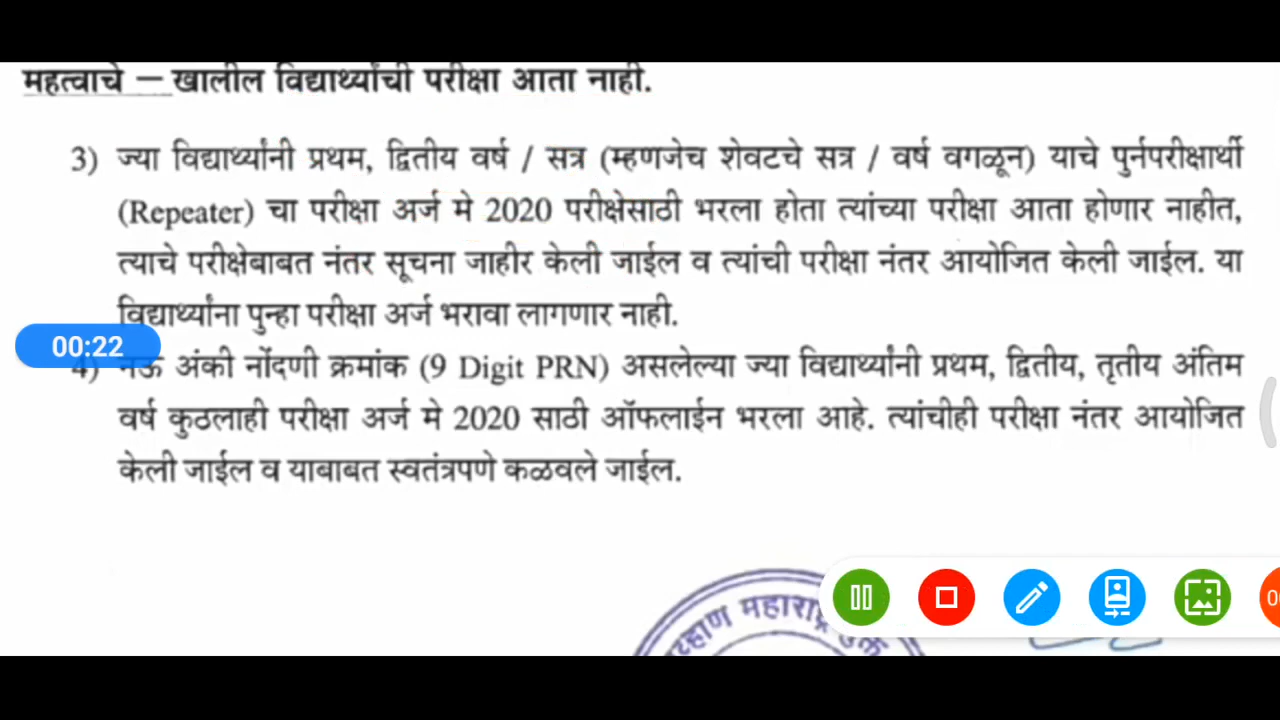 महत्वाचे – खालील विद्यार्थ्यांची परीक्षा आता नाही.
3) ज्या विद्यार्थ्यांनी प्रथम, द्वितीय वर्ष / सत्र (म्हणजेच शेवटचे सत्र / वर्ष वगळून) याचे पुर्नपरीक्षार्थी
(Repeater) चा परीक्षा अर्ज मे 2020 परीक्षेसाठी भरला होता त्यांच्या परीक्षा आता होणार नाहीत,
त्याचे परीक्षेबाबत नंतर सूचना जाहीर केली जाईल व त्यांची परीक्षा नंतर आयोजित केली जाईल. या
विद्यार्थ्यांना पुन्हा परीक्षा अर्ज भरावा लागणार नाही.
00:22
4) नऊ अंकी नोंदणी क्रमांक (9 Digit PRN) असलेल्या ज्या विद्यार्थ्यांनी प्रथम, द्वितीय, तृतीय अंतिम
वर्ष कुठलाही परीक्षा अर्ज मे 2020 साठी ऑफलाईन भरला आहे. त्यांचीही परीक्षा नंतर आयोजित
केली जाईल व याबाबत स्वतंत्रपणे कळवले जाईल.